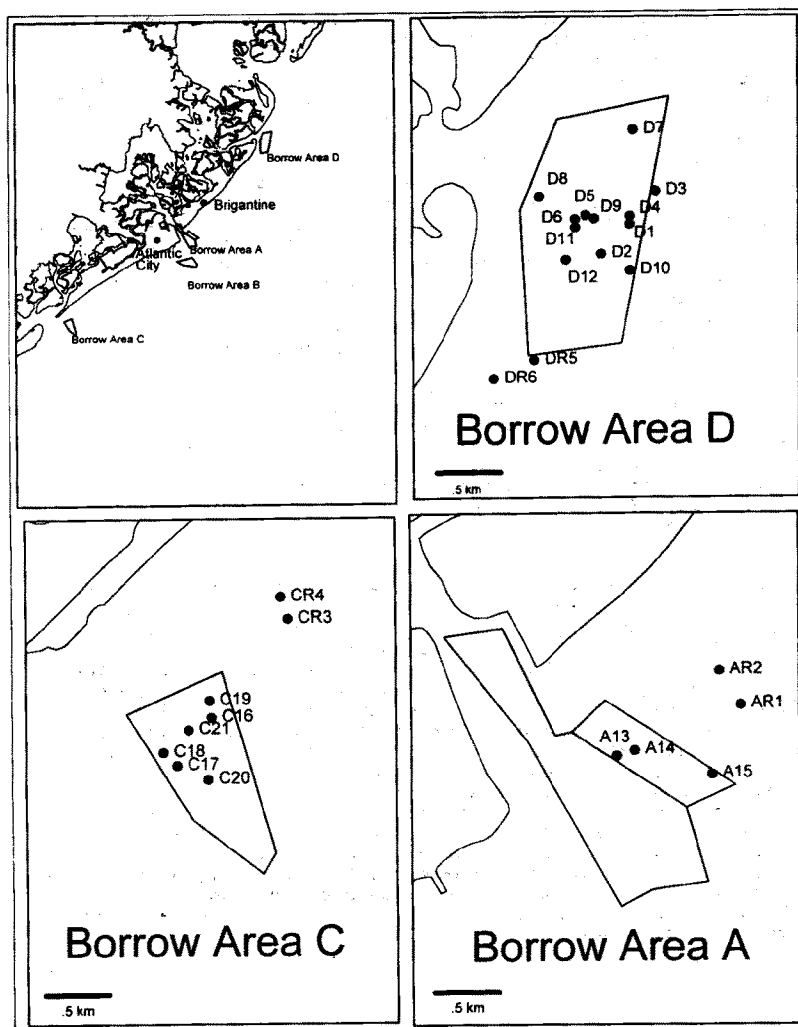 Borrow Area D
Brigantine
Atlantic
City
Borrow Area A
Borrow Area B
Borrow Area C
D7
D8
D3
D5
D9
D4
D6
D1
D11
D2
D12
D10
DR5
DR6
Borrow Area D
.5 km
CR4
CR3
C19
C16
C21
C18
C17
C20
Borrow Area C
.5 km
AR2
AR1
A13
A14
A15
Borrow Area A
.5 km